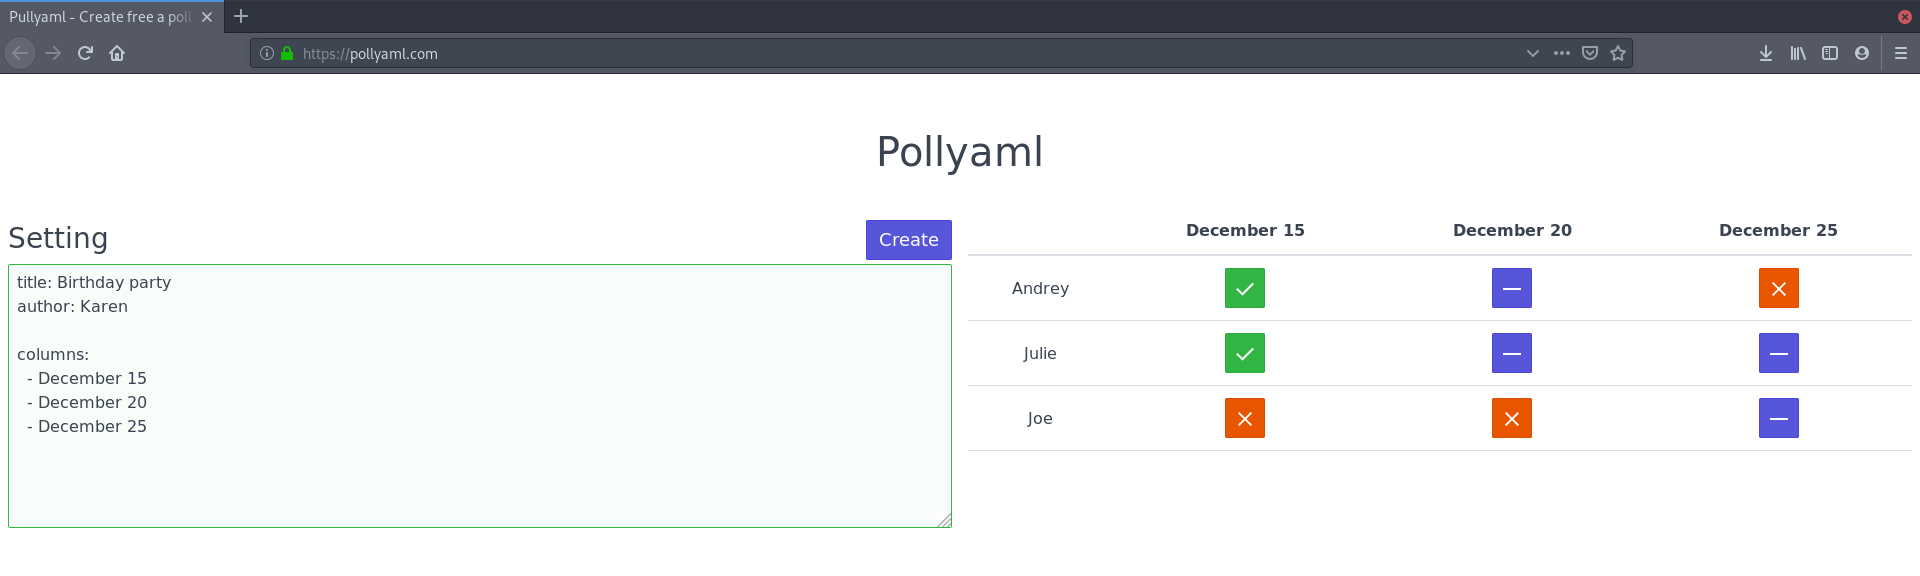 Pullyaml - Create free a poll
https://pollyaml.com
Pollyaml
Setting
Create
title: Birthday party
author: Karen
columns:
- December 15
- December 20
- December 25
December 15 December 20 December 25
Andrey
Julie
Joe